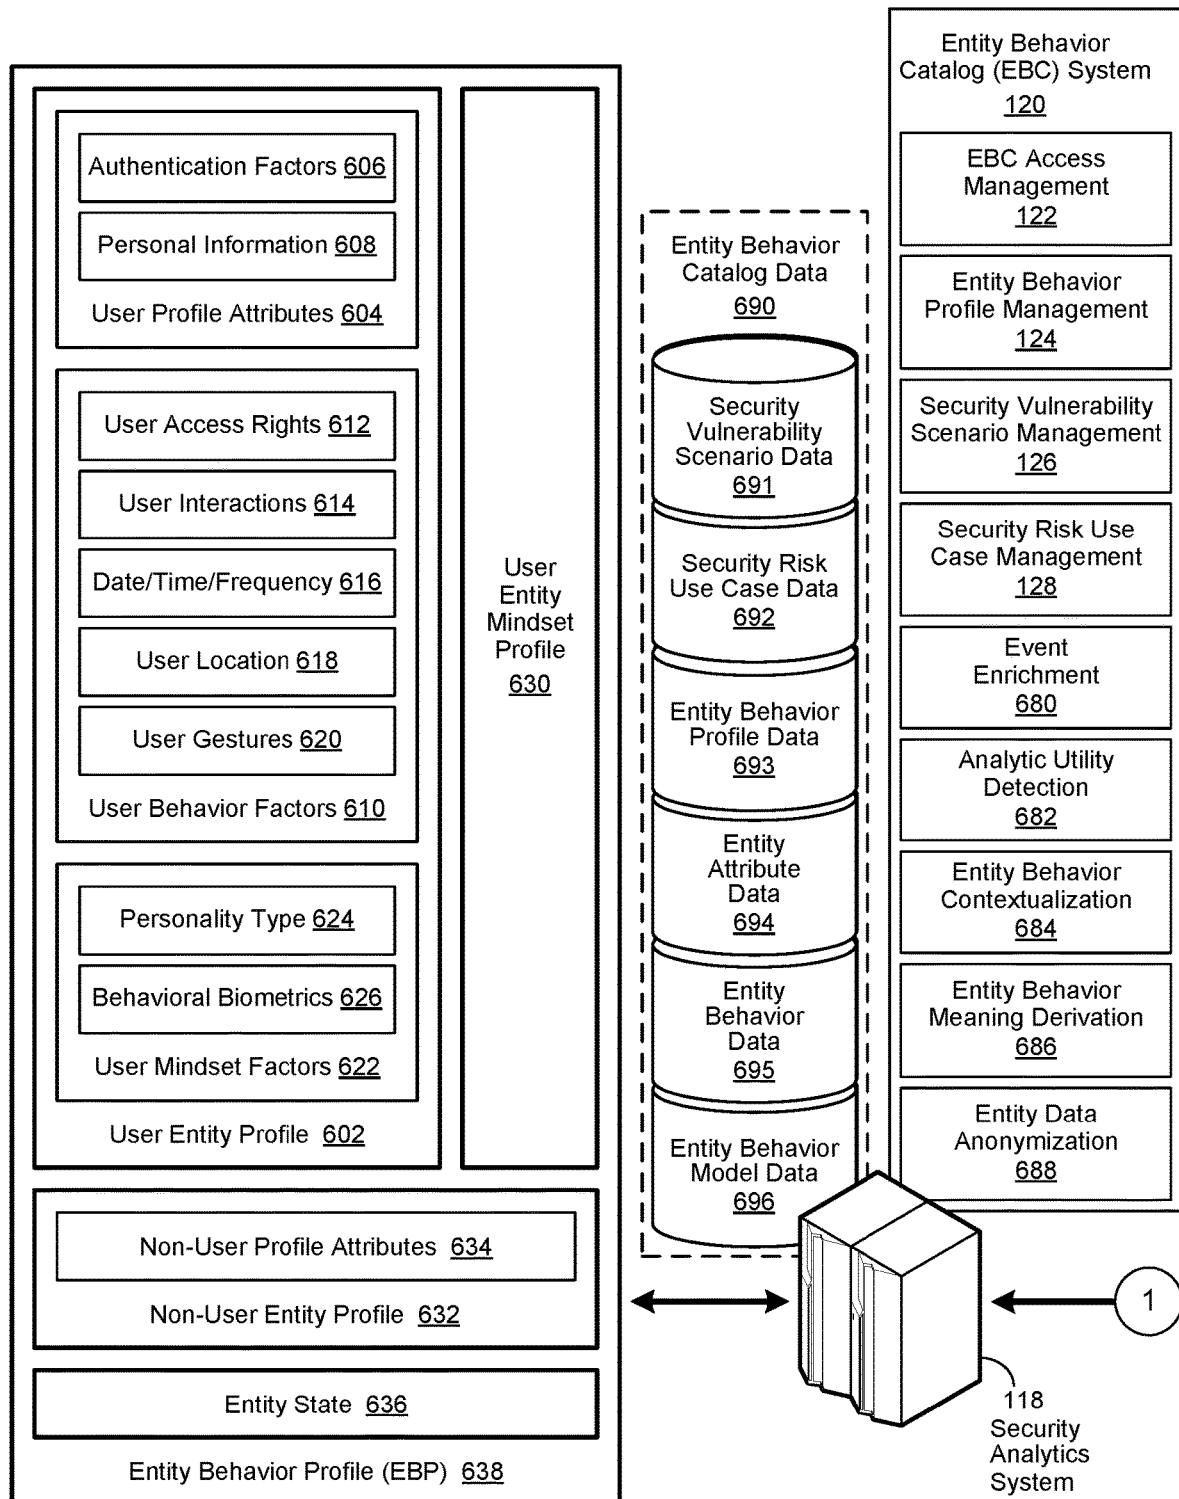 Authentication Factors 606
Personal Information 608
User Profile Attributes 604
User Access Rights 612
User Interactions 614
Date/Time/Frequency 616
User Location 618
User Gestures 620
User Behavior Factors 610
Personality Type 624
Behavioral Biometrics 626
User Mindset Factors 622
User Entity Profile 602
User
Entity
Mindset
Profile
630
Non-User Profile Attributes 634
Non-User Entity Profile 632
Entity State 636
Entity Behavior Profile (EBP) 638
Entity Behavior
Catalog Data
690
Security
Vulnerability
Scenario Data
691
Security Risk
Use Case Data
692
Entity Behavior
Profile Data
693
Entity
Attribute
Data
694
Entity
Behavior
Data
695
Entity Behavior
Model Data
696
Entity Behavior
Catalog (EBC) System
120
EBC Access
Management
122
Entity Behavior
Profile Management
124
Security Vulnerability
Scenario Management
126
Security Risk Use
Case Management
128
Event
Enrichment
680
Analytic Utility
Detection
682
Entity Behavior
Contextualization
684
Entity Behavior
Meaning Derivation
686
Entity Data
Anonymization
688
1
118
Security
Analytics
System